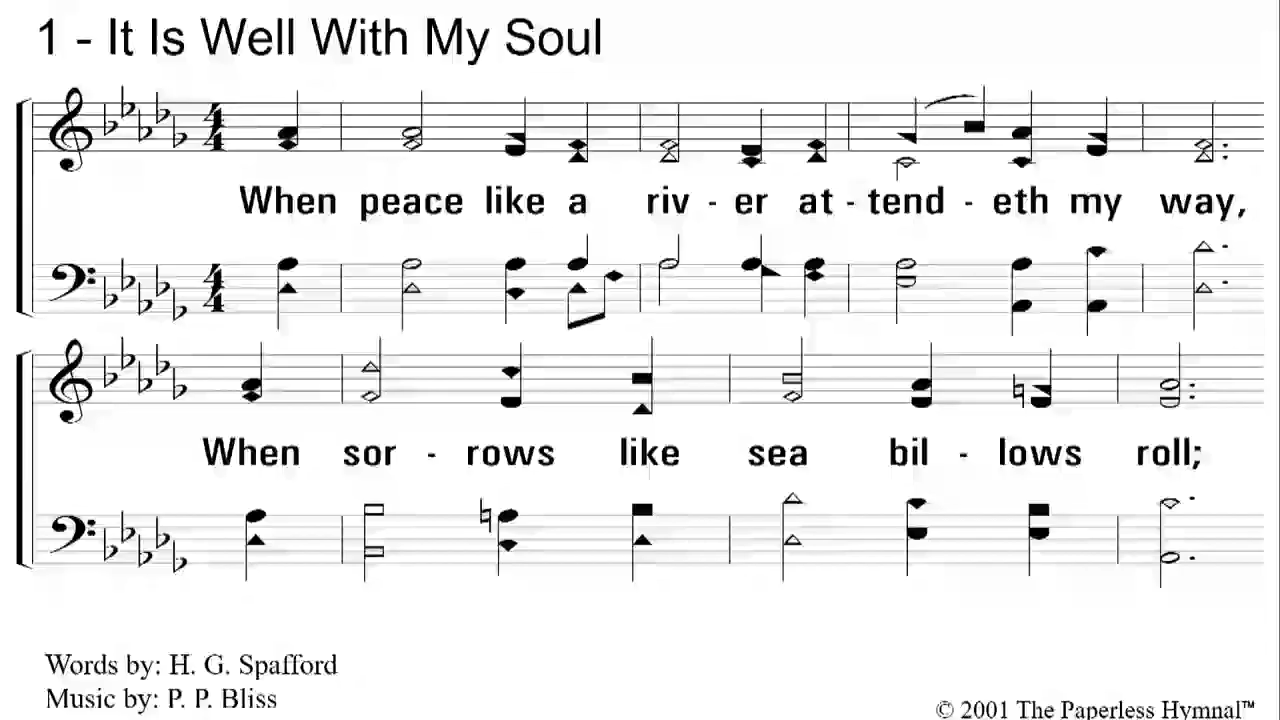 1 - It Is Well With My Soul
When peace like a riv - er at - tend - eth my way,
When sor - rows like sea bil - lows roll;
Words by: H. G. Spafford
Music by: P. P. Bliss
© 2001 The Paperless Hymnal™